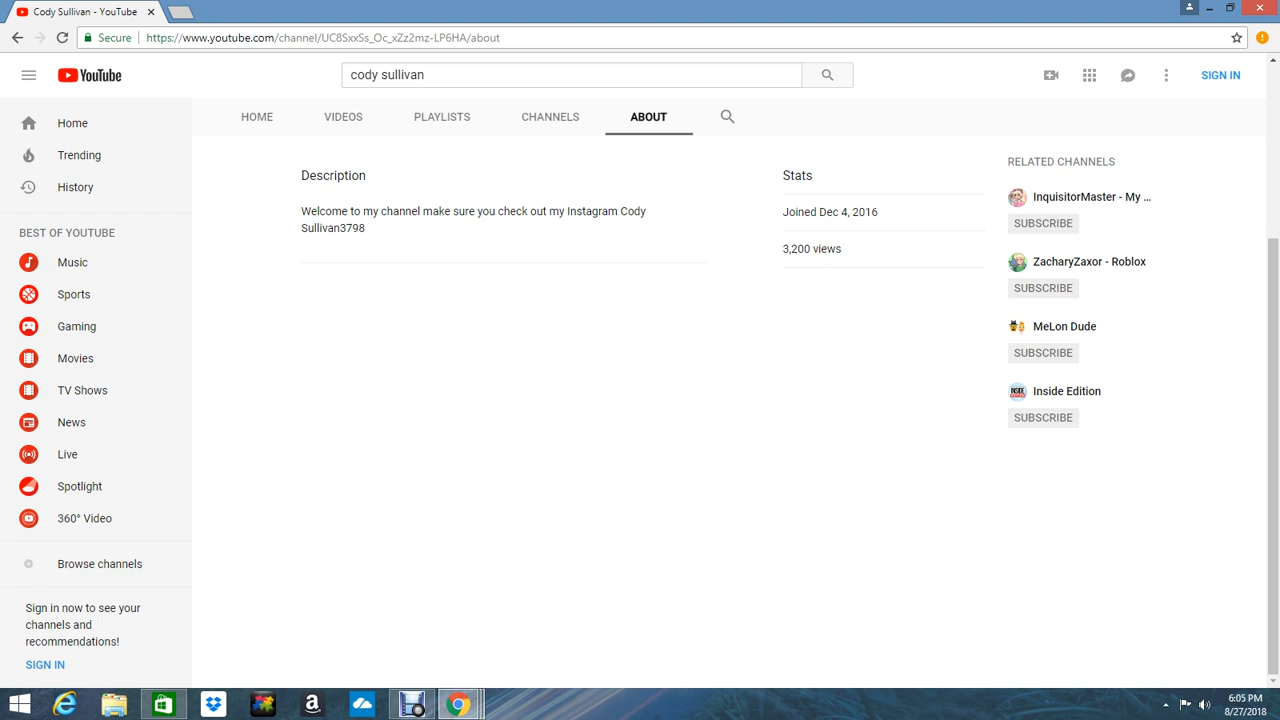 Cody Sullivan - YouTube
Secure https://www.youtube.com/channel/UC8SxxSs_Oc_xZz2mz-LP6HA/about
YouTube
cody sullivan
SIGN IN
HOME VIDEOS PLAYLISTS CHANNELS ABOUT
Home
Trending
History
BEST OF YOUTUBE
Music
Sports
Gaming
Movies
TV Shows
News
Live
Spotlight
360° Video
Browse channels
Sign in now to see your
channels and
recommendations!
SIGN IN
Description
Welcome to my channel make sure you check out my Instagram Cody
Sullivan3798
Stats
Joined Dec 4, 2016
3,200 views
RELATED CHANNELS
InquisitorMaster - My ...
SUBSCRIBE
ZacharyZaxor - Roblox
SUBSCRIBE
MeLon Dude
SUBSCRIBE
Inside Edition
SUBSCRIBE
6:05 PM
8/27/2018